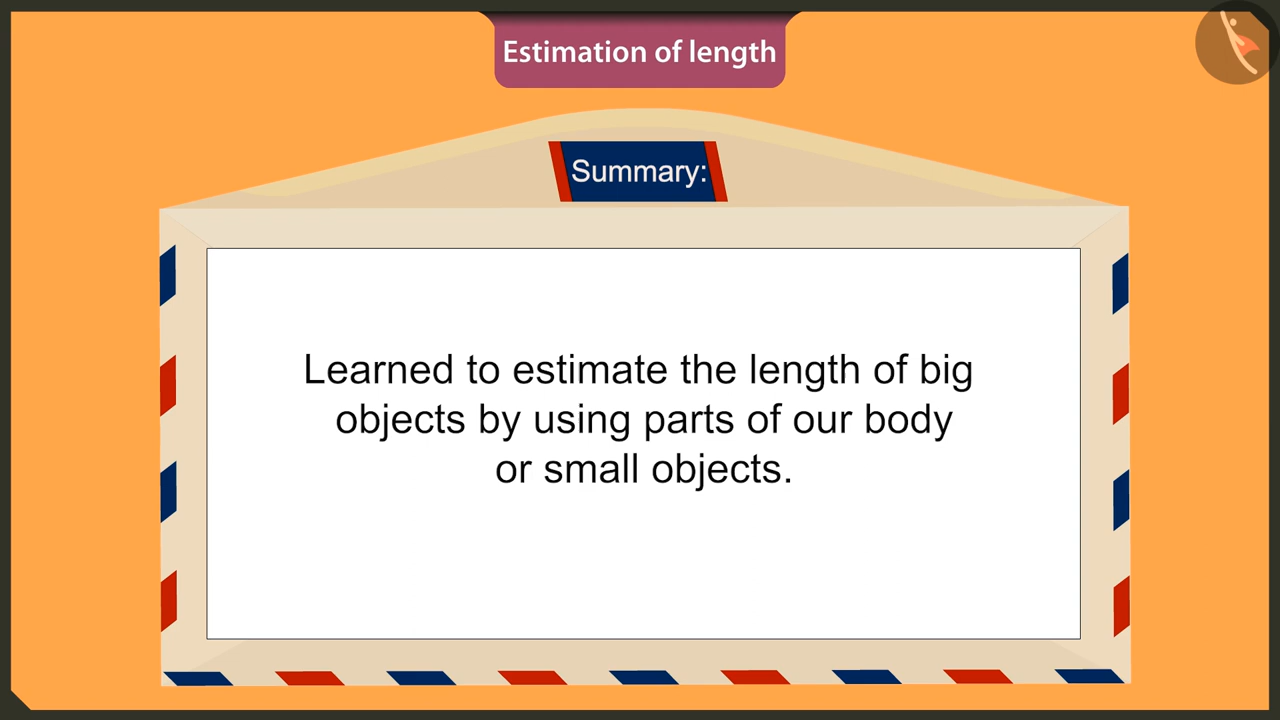 Estimation of length
Summary:
Learned to estimate the length of big
objects by using parts of our body
or small objects.